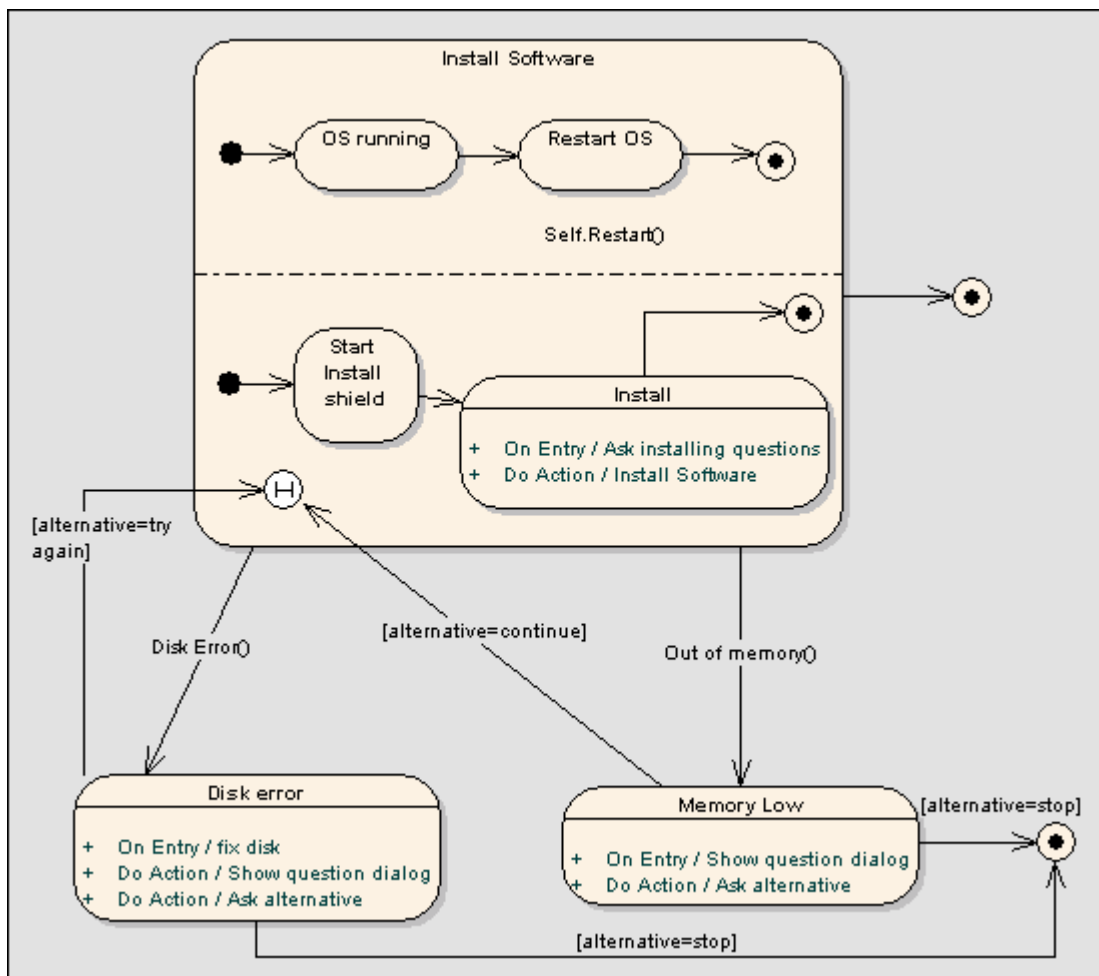 Install Software
OS running
Restart OS
Self.Restart()
Start
Install
shield
Install
+ On Entry / Ask installing questions
+ Do Action / Install Software
H
[alternative=try
again]
[alternative=continue]
Disk Error()
Out of memory()
Disk error
+ On Entry / fix disk
+ Do Action / Show question dialog
+ Do Action / Ask alternative
Memory Low
+ On Entry / Show question dialog
+ Do Action / Ask alternative
[alternative=stop]
[alternative=stop]